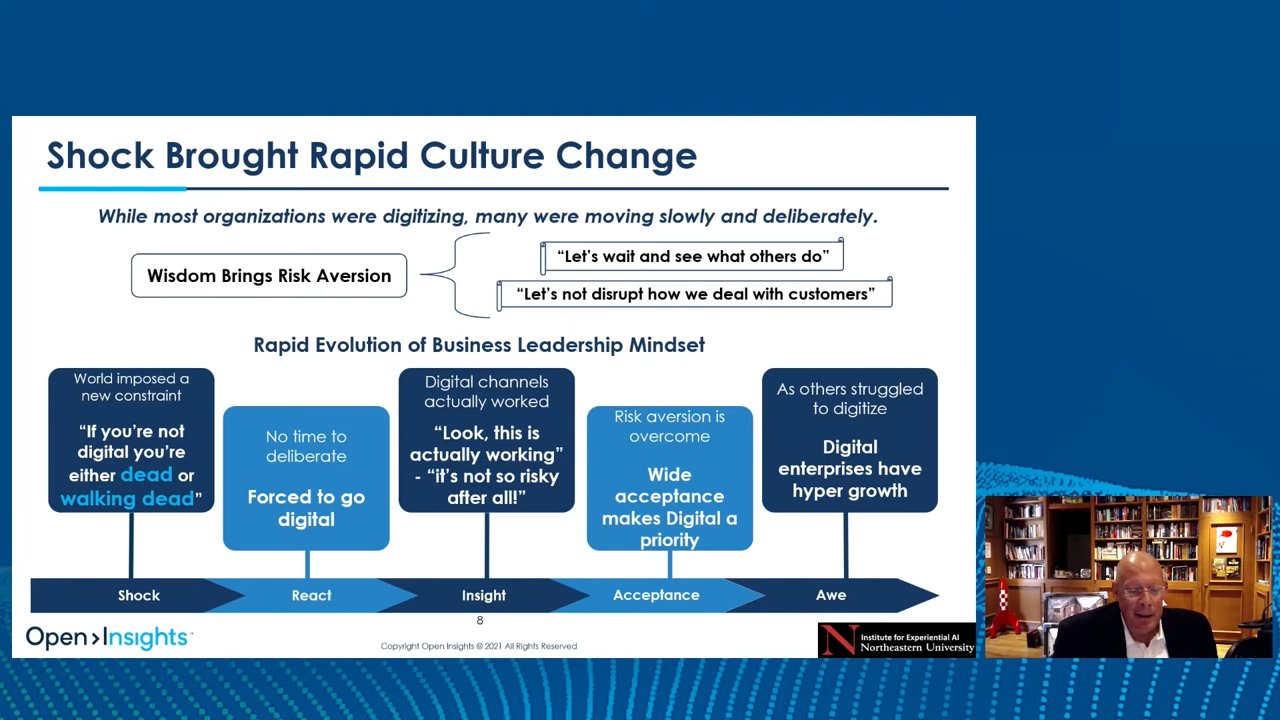 Shock Brought Rapid Culture Change
While most organizations were digitizing, many were moving slowly and deliberately.
Wisdom Brings Risk Aversion
“Let’s wait and see what others do”
“Let’s not disrupt how we deal with customers”
Rapid Evolution of Business Leadership Mindset
World imposed a
new constraint
“If you’re not
digital you’re
either dead or
walking dead”
No time to
deliberate
Forced to go
digital
Digital channels
actually worked
“Look, this is
actually working”
- “it’s not so risky
after all!”
Risk aversion is
overcome
Wide
acceptance
makes Digital a
priority
As others struggled
to digitize
Digital
enterprises have
hyper growth
Shock
React
Insight
Acceptance
Awe
8
Open Insights
Copyright Open Insights © 2021 All Rights Reserved
N
Institute for Experiential AI
Northeastern University